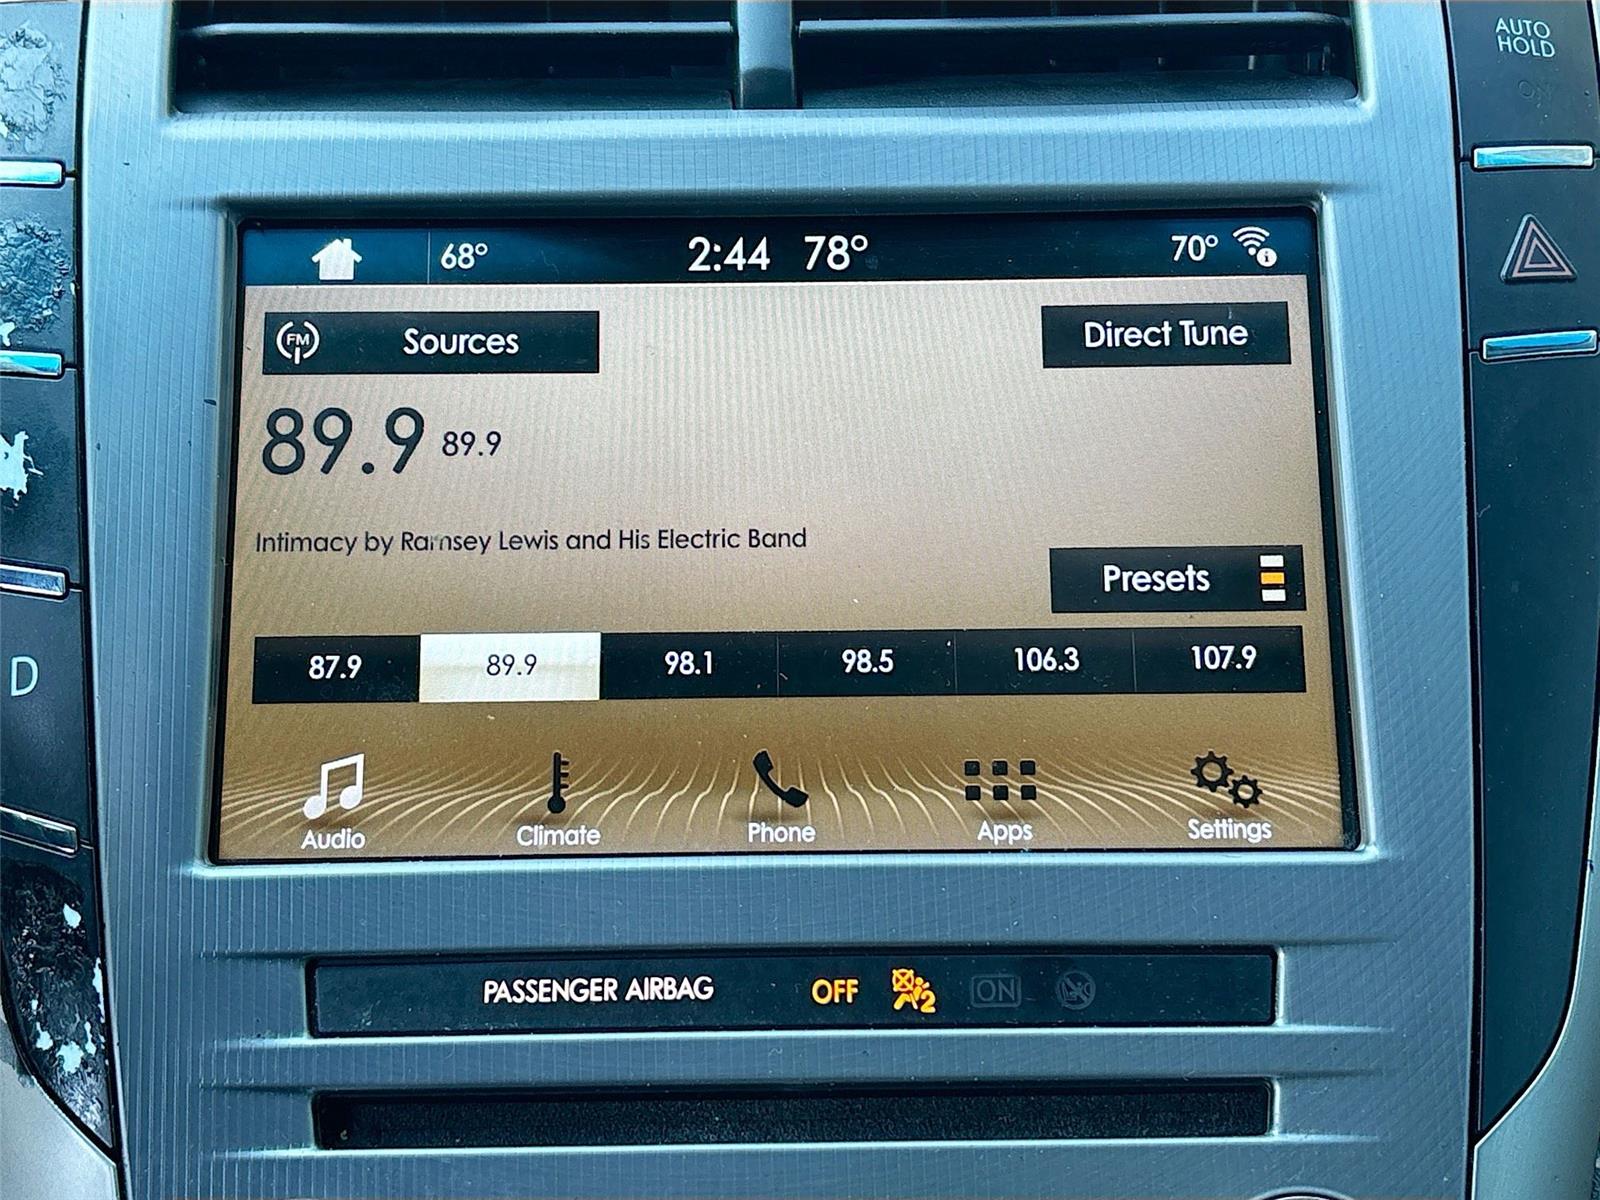 AUTO
HOLD
68° 2:44 78° 70°
FM Sources Direct Tune
89.9 89.9
Intimacy by Ramsey Lewis and His Electric Band
Presets
87.9 89.9 98.1 98.5 106.3 107.9
D
Audio Climate Phone Apps Settings
PASSENGER AIRBAG OFF 2 ON